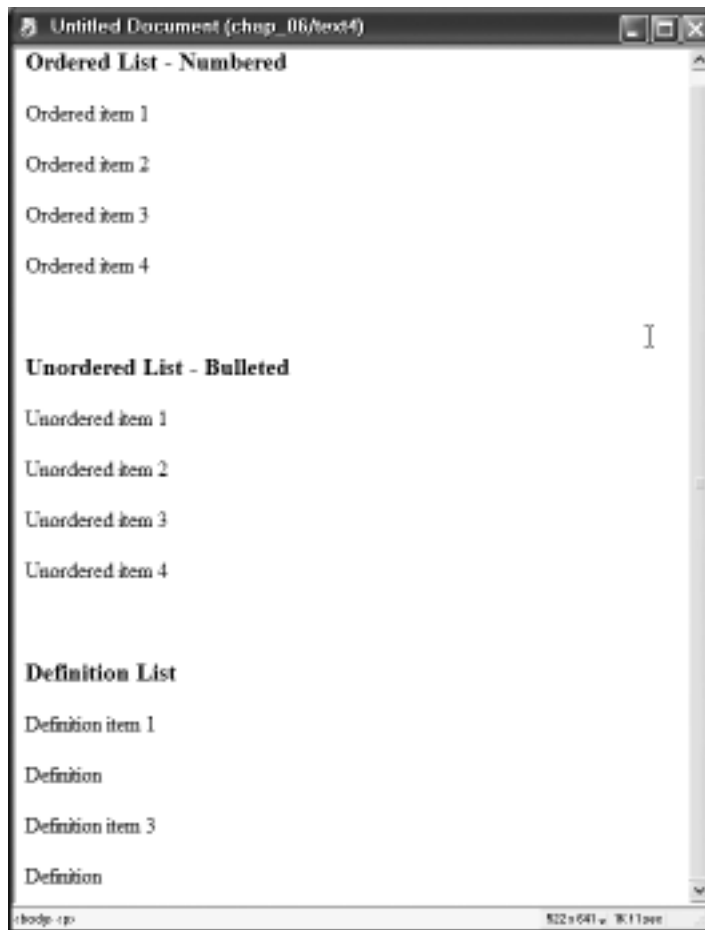 Untitled Document (chap_06/text4)
Ordered List - Numbered
Ordered item 1
Ordered item 2
Ordered item 3
Ordered item 4
Unordered List - Bulleted
Unordered item 1
Unordered item 2
Unordered item 3
Unordered item 4
Definition List
Definition item 1
Definition
Definition item 3
Definition
<body> <p>